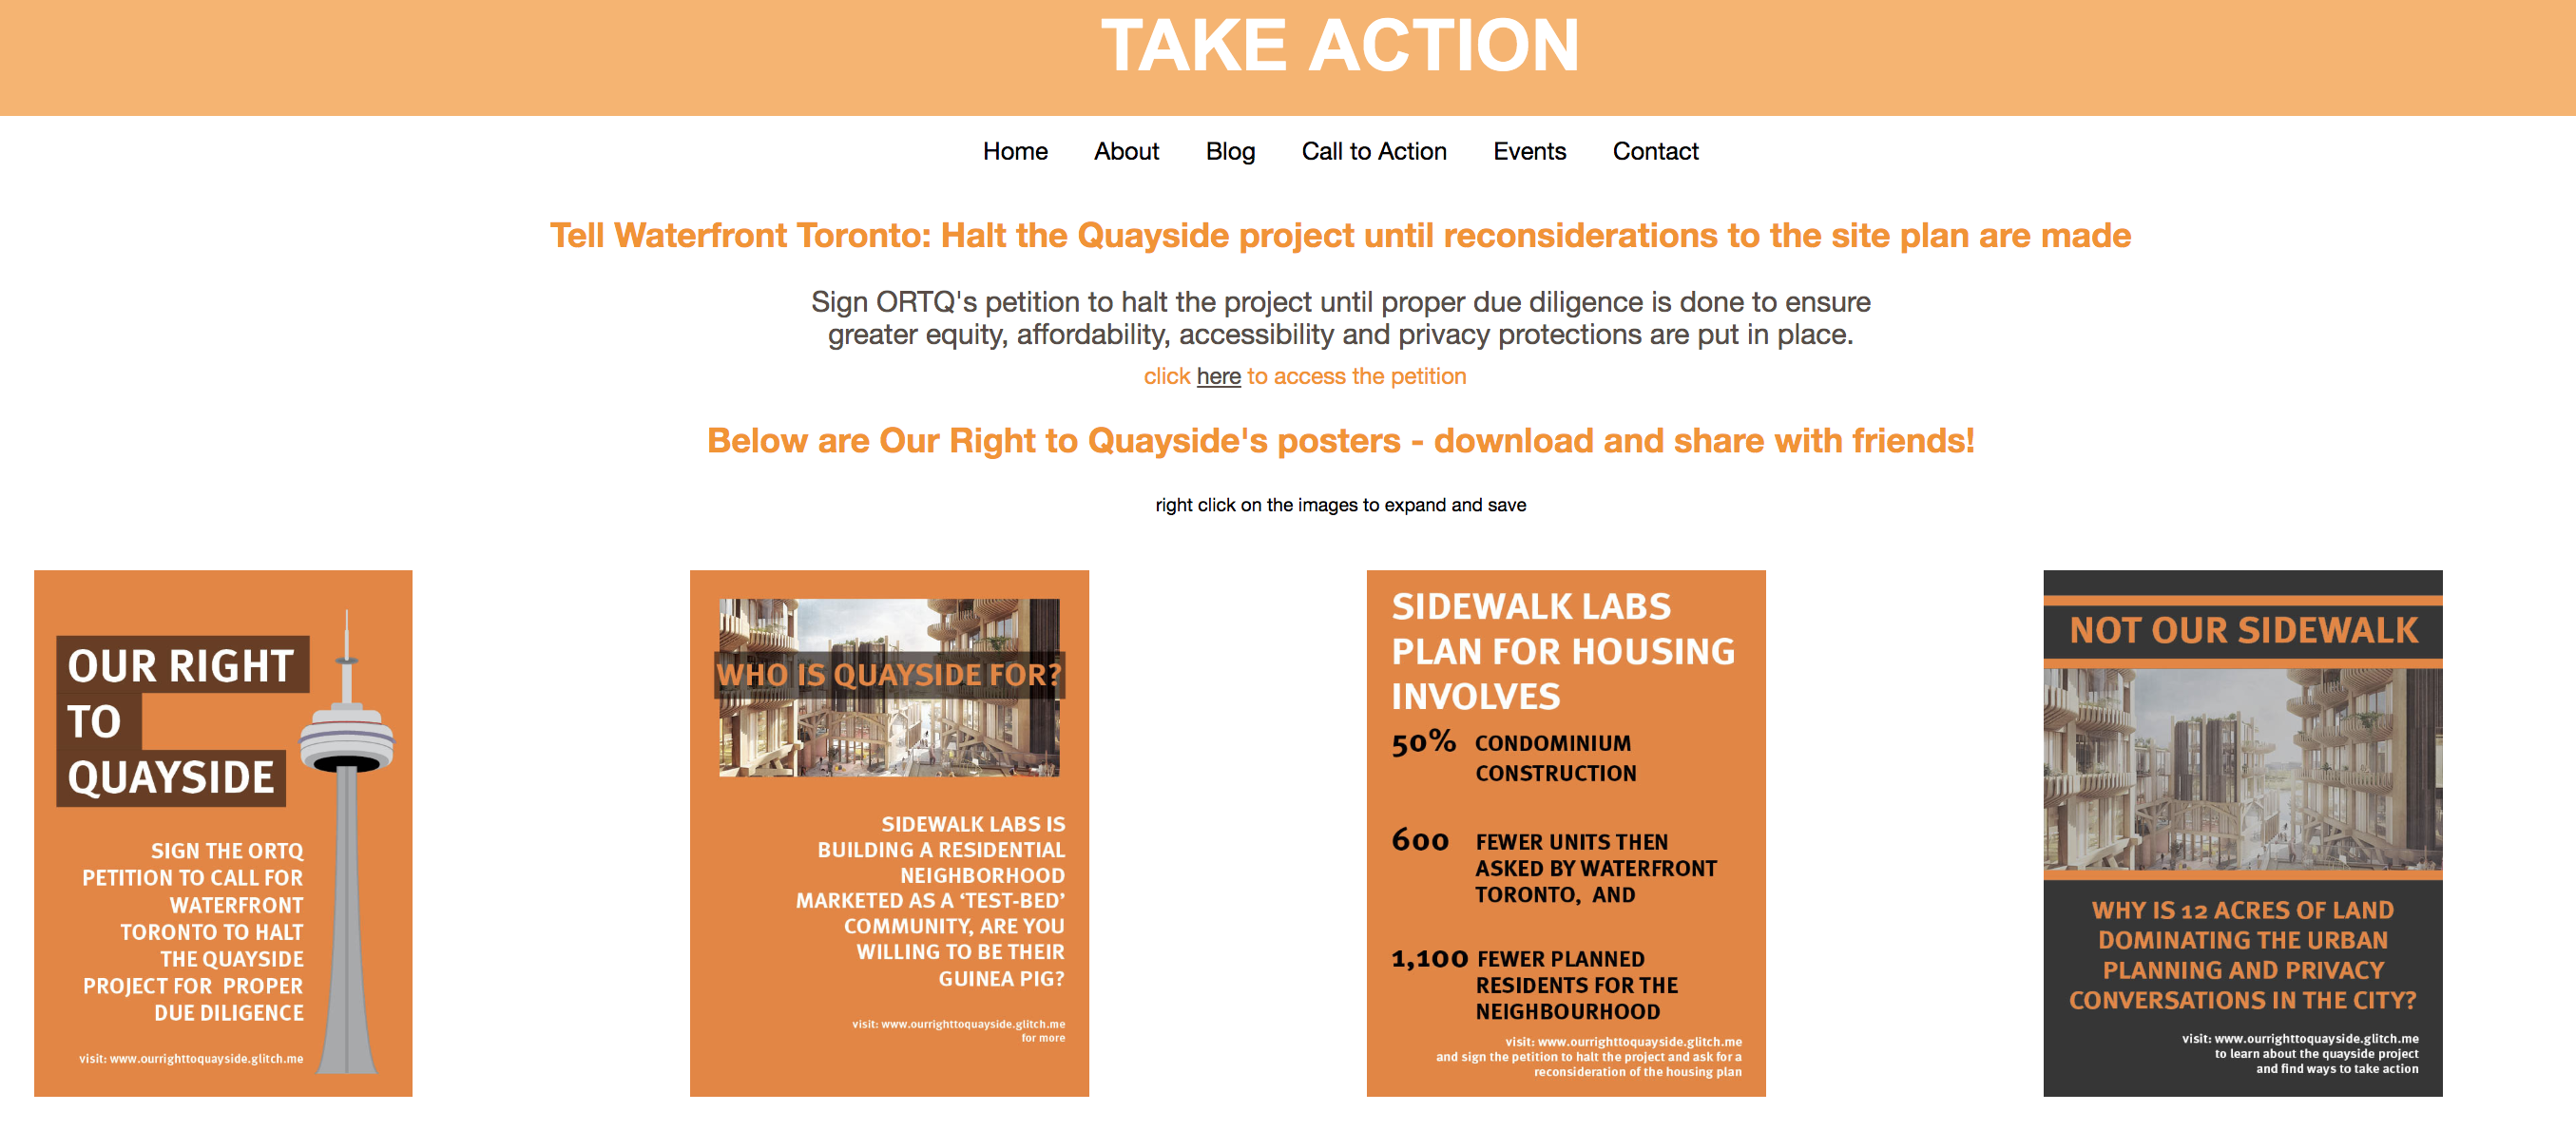 TAKE ACTION
Home About Blog Call to Action Events Contact
Tell Waterfront Toronto: Halt the Quayside project until reconsiderations to the site plan are made
Sign ORTQ's petition to halt the project until proper due diligence is done to ensure
greater equity, affordability, accessibility and privacy protections are put in place.
click here to access the petition
Below are Our Right to Quayside's posters - download and share with friends!
right click on the images to expand and save
OUR RIGHT
TO
QUAYSIDE
SIGN THE ORTQ
PETITION TO CALL FOR
WATERFRONT
TORONTO TO HALT
THE QUAYSIDE
PROJECT FOR PROPER
DUE DILIGENCE
visit: www.ourrighttoquayside.glitch.me
WHO IS QUAYSIDE FOR?
SIDEWALK LABS IS
BUILDING A RESIDENTIAL
NEIGHBORHOOD
MARKETED AS A ‘TEST-BED’
COMMUNITY, ARE YOU
WILLING TO BE THEIR
GUINEA PIG?
visit: www.ourrighttoquayside.glitch.me
for more
SIDEWALK LABS
PLAN FOR HOUSING
INVOLVES
50% CONDOMINIUM
CONSTRUCTION
600 FEWER UNITS THEN
ASKED BY WATERFRONT
TORONTO, AND
1,100 FEWER PLANNED
RESIDENTS FOR THE
NEIGHBOURHOOD
visit: www.ourrighttoquayside.glitch.me
and sign the petition to halt the project and ask for a
reconsideration of the housing plan
NOT OUR SIDEWALK
WHY IS 12 ACRES OF LAND
DOMINATING THE URBAN
PLANNING AND PRIVACY
CONVERSATIONS IN THE CITY?
visit: www.ourrighttoquayside.glitch.me
to learn about the quayside project
and find ways to take action